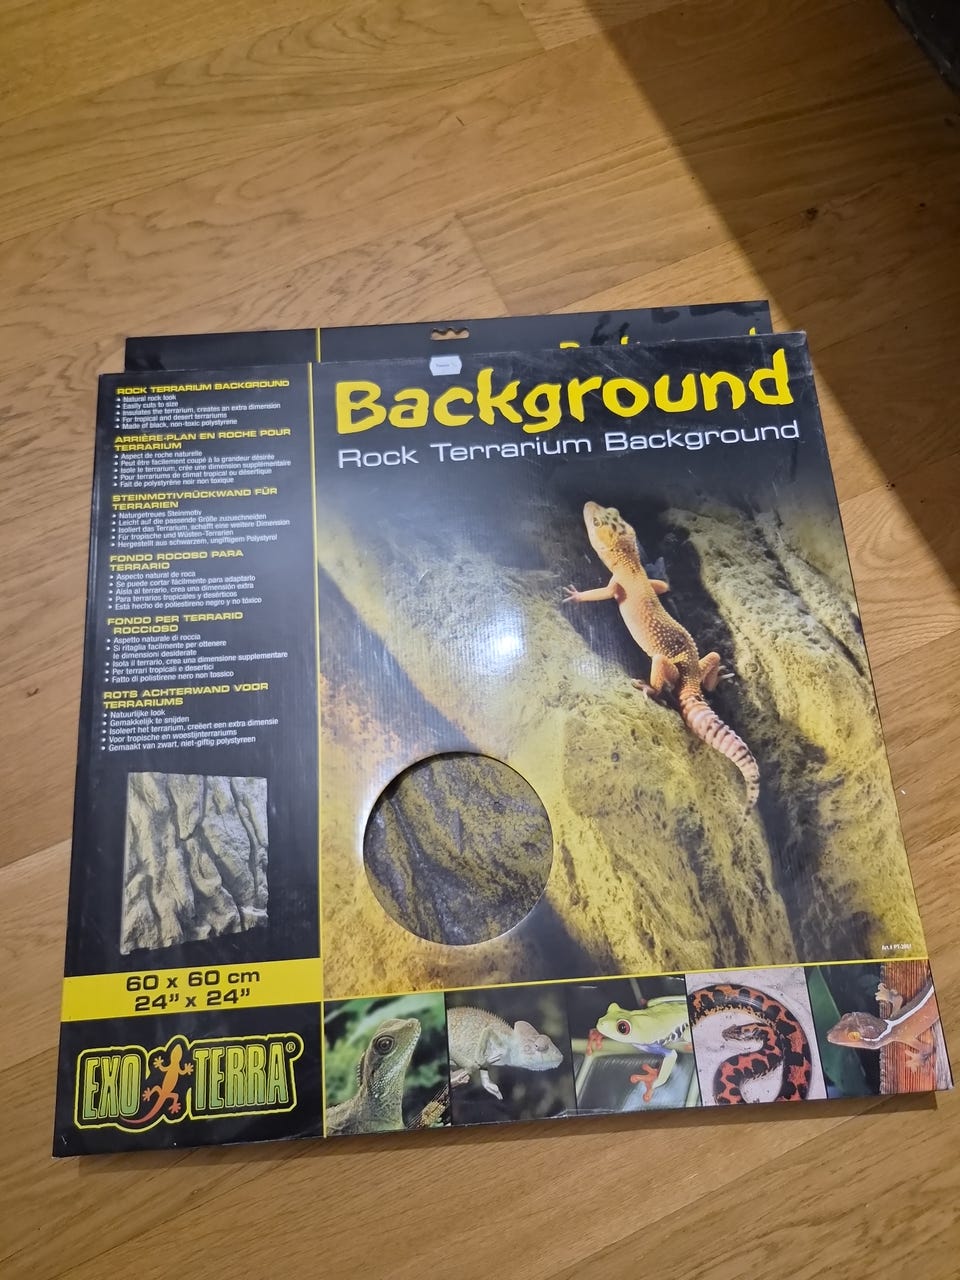 Background
Rock Terrarium Background
ROCK TERRARIUM BACKGROUND
• Natural rock look
• Easily cuts to size
• Insulates the terrarium, creates an extra dimension
• For tropical and desert terrariums
• Made of black, non-toxic polystyrene
ARRIÈRE-PLAN EN ROCHE POUR
TERRARIUM
• Aspect de roche naturelle
• Peut être facilement coupé à la grandeur désirée
• Isole le terrarium, crée une dimension supplémentaire
• Pour terrariums de climat tropical ou désertique
• Fait de polystyrène noir non toxique
STEINMOTIVRÜCKWAND FÜR
TERRARIEN
• Naturgetreues Steinmotiv
• Leicht auf die passende Größe zuzuschneiden
• Isoliert das Terrarium, schafft eine weitere Dimension
• Für tropische und Wüsten-Terrarien
• Hergestellt aus schwarzem, ungiftigem Polystyrol
FONDO ROCOSO PARA
TERRARIO
• Aspecto natural de roca
• Se puede cortar fácilmente para adaptarlo
• Aísla al terrario, crea una dimensión extra
• Para terrarios tropicales y desérticos
• Está hecho de poliestireno negro y no tóxico
FONDO PER TERRARIO
ROCCIOSO
• Aspetto naturale di roccia
• Si ritaglia facilmente per ottenere
le dimensioni desiderate
• Isola il terrario, crea una dimensione supplementare
• Per terrari tropicali e desertici
• Fatto di polistirene nero non tossico
ROTS ACHTERWAND VOOR
TERRARIUMS
• Natuurlijke look
• Gemakkelijk te snijden
• Isoleert het terrarium, creëert een extra dimensie
• Voor tropische en woestijnterrariums
• Gemaakt van zwart, niet-giftig polystyreen
60 x 60 cm
24” x 24”
EXO TERRA®